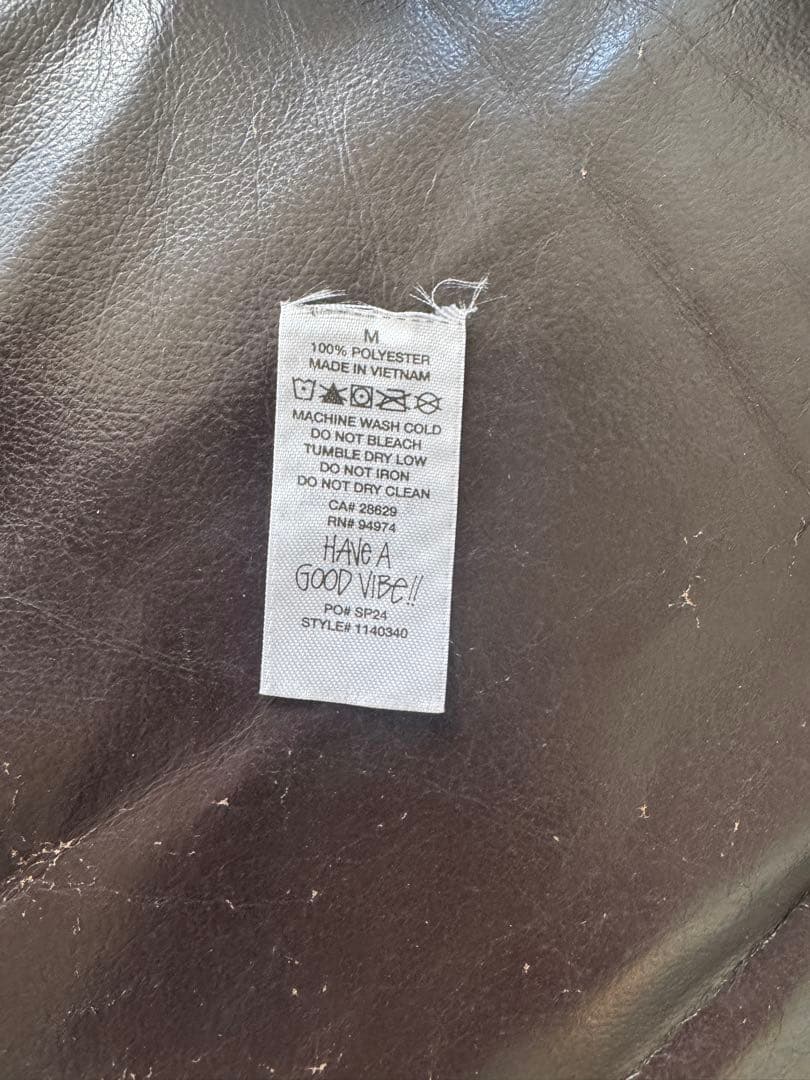 M
100% POLYESTER
MADE IN VIETNAM
MACHINE WASH COLD
DO NOT BLEACH
TUMBLE DRY LOW
DO NOT IRON
DO NOT DRY CLEAN
CA# 28629
RN# 94974
HAVE A
GOOD VIBE!!
PO# SP24
STYLE# 1140340